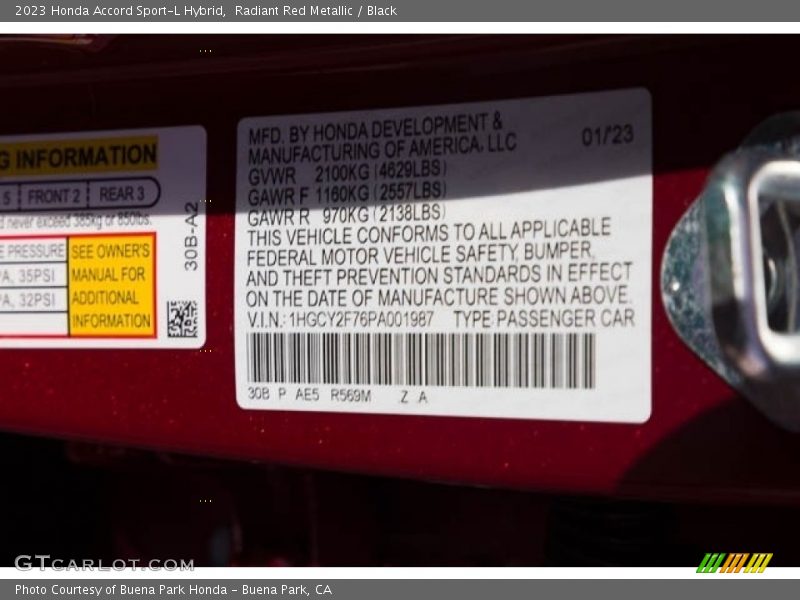 2023 Honda Accord Sport-L Hybrid,  Radiant Red Metallic / Black
G INFORMATION
5 FRONT 2 REAR 3
d never exceed 385kg or 850lbs.
E PRESSURE
PA, 35PSI
PA, 32PSI
SEE OWNER'S
MANUAL FOR
ADDITIONAL
INFORMATION
30B-A2
MFD. BY HONDA DEVELOPMENT &
MANUFACTURING OF AMERICA, LLC
01/'23
GVWR 2100KG (4629LBS)
GAWR F 1160KG (2557LBS)
GAWR R 970KG (2138LBS)
THIS VEHICLE CONFORMS TO ALL APPLICABLE
FEDERAL MOTOR VEHICLE SAFETY, BUMPER,
AND THEFT PREVENTION STANDARDS IN EFFECT
ON THE DATE OF MANUFACTURE SHOWN ABOVE.
V.I.N.: 1HGCY2F76PA001987 TYPE: PASSENGER CAR
30B P AE5 R569M Z A
GTCARLOT.COM
Photo Courtesy of Buena Park Honda - Buena Park, CA